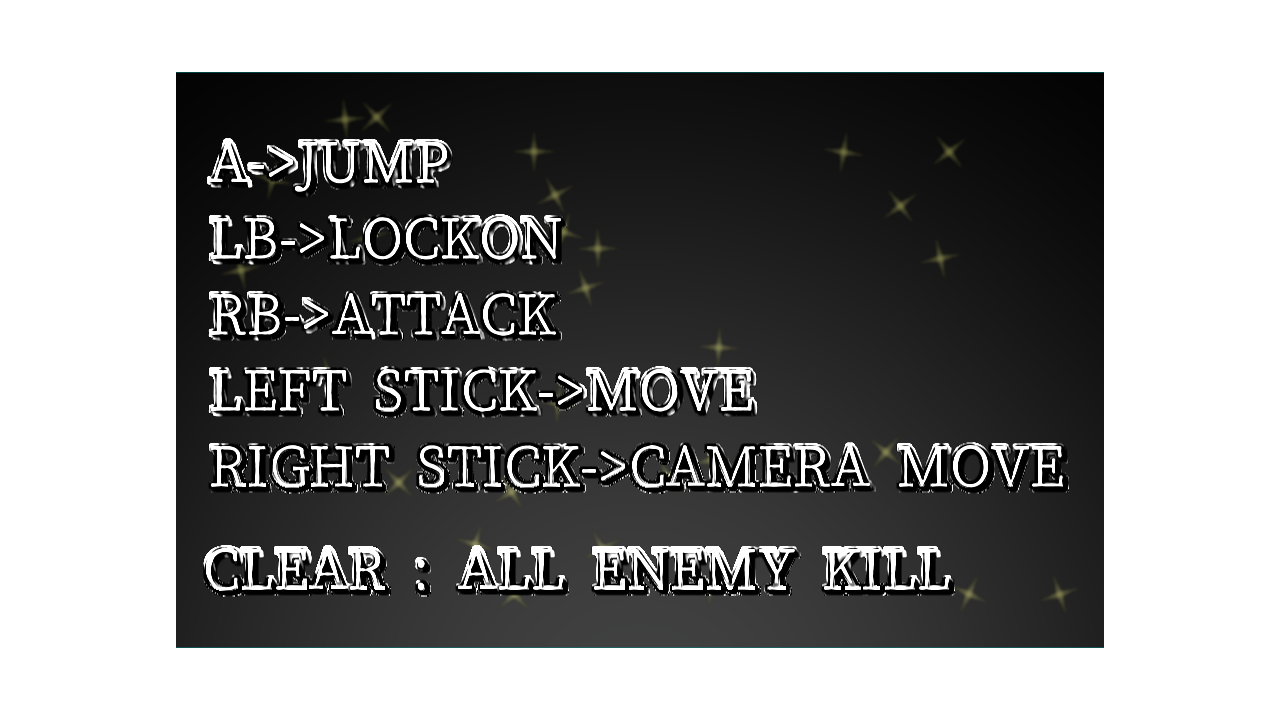 A->JUMP
LB->LOCKON
RB->ATTACK
LEFT STICK->MOVE
RIGHT STICK->CAMERA MOVE
CLEAR : ALL ENEMY KILL